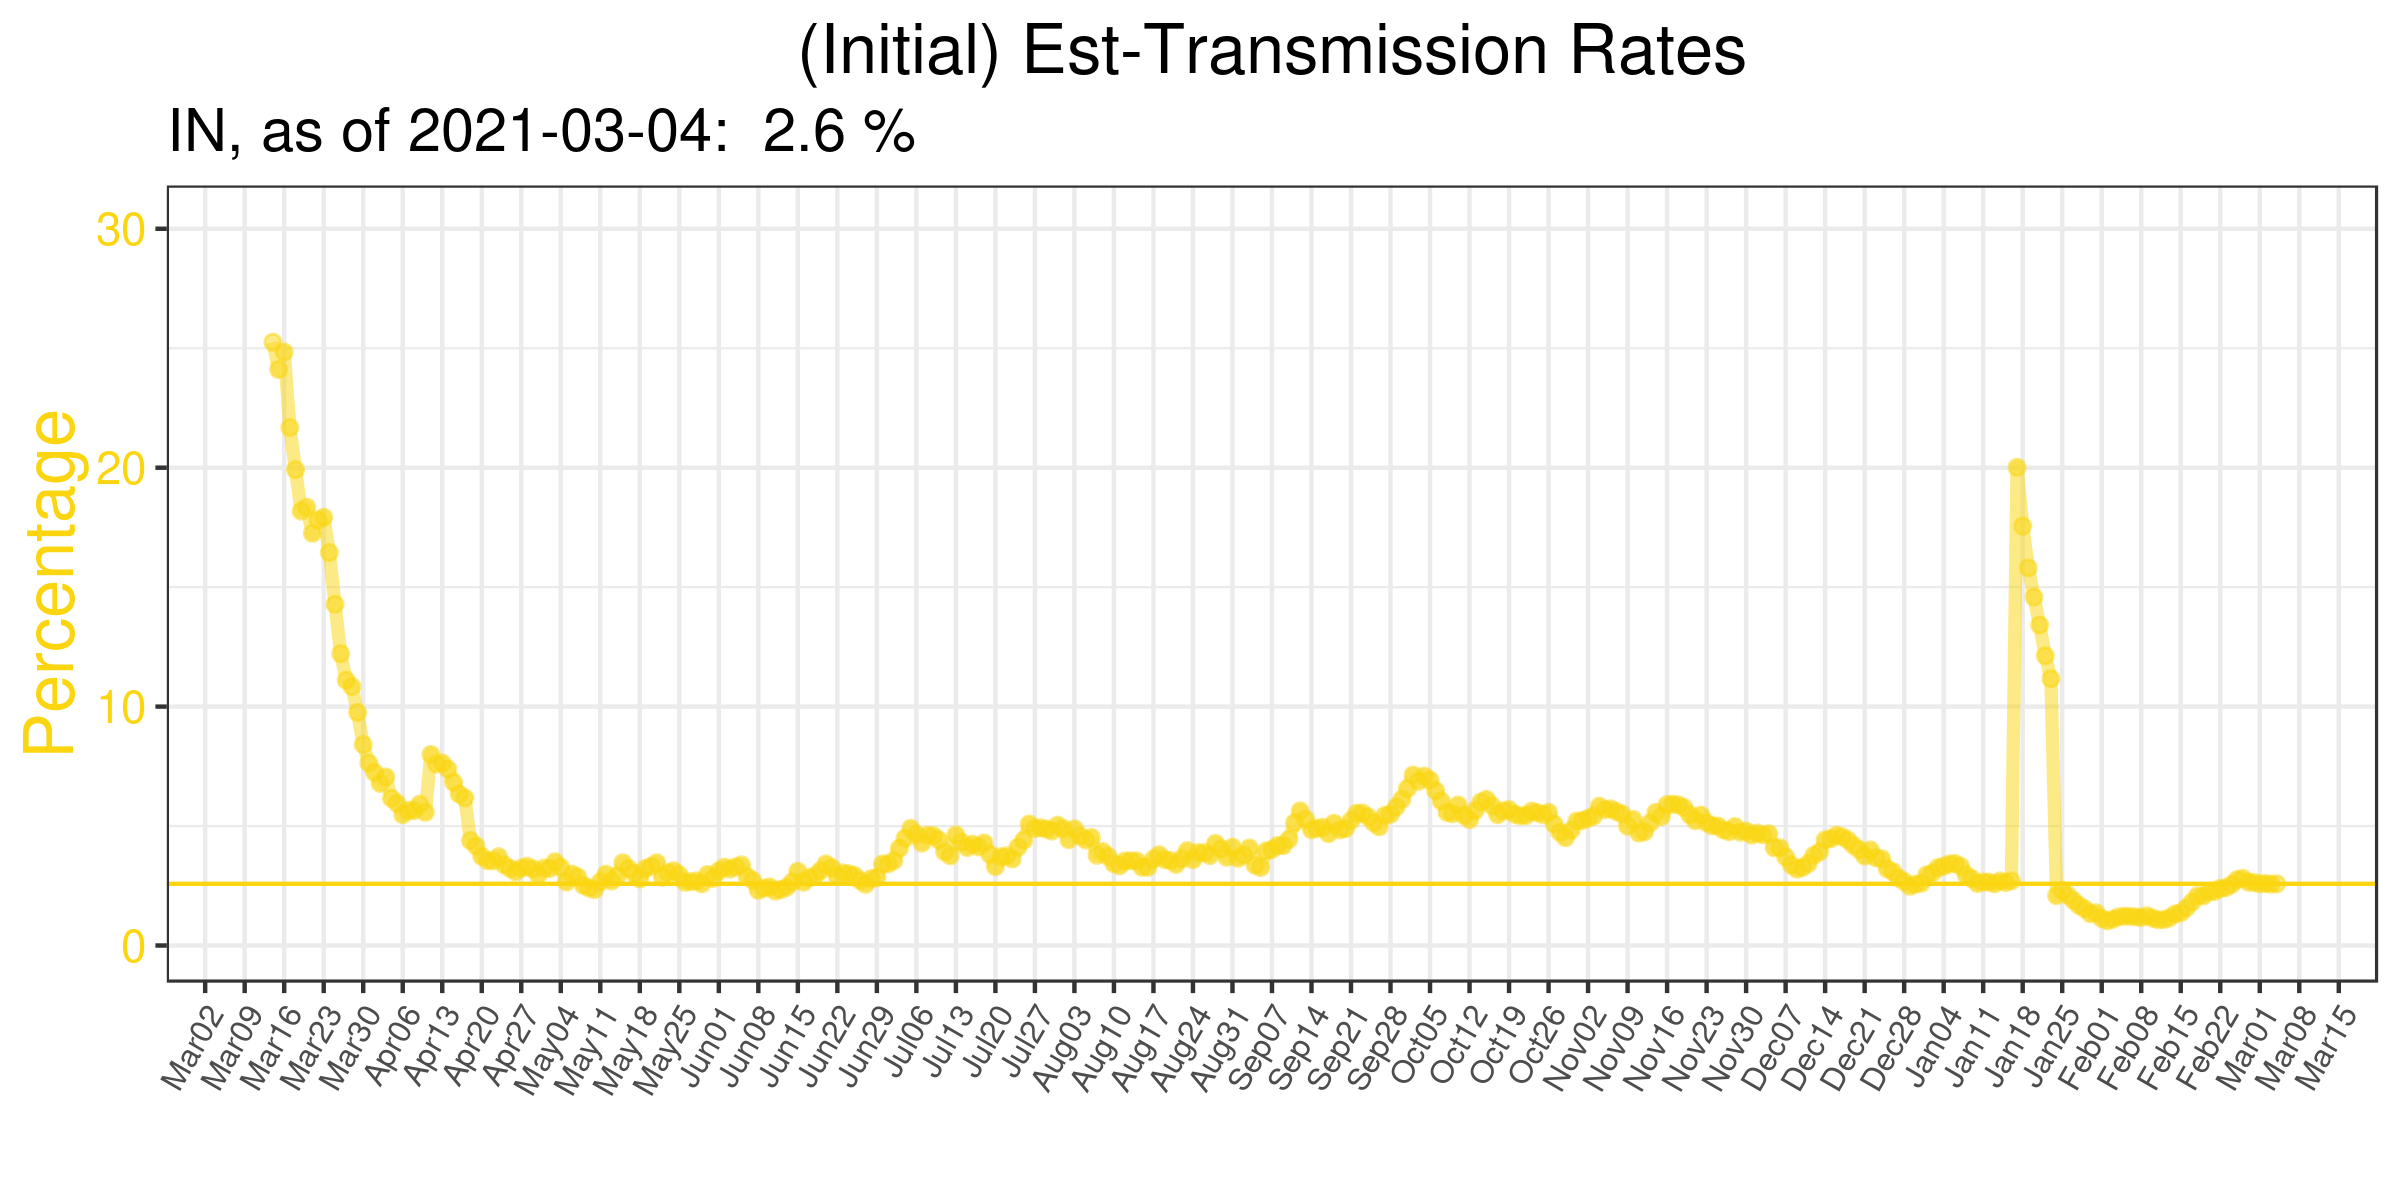 (Initial) Est-Transmission Rates
IN, as of 2021-03-04:  2.6 %
Percentage
30
20
10
0
Mar02
Mar09
Mar16
Mar23
Mar30
Apr06
Apr13
Apr20
Apr27
May04
May11
May18
May25
Jun01
Jun08
Jun15
Jun22
Jun29
Jul06
Jul13
Jul20
Jul27
Aug03
Aug10
Aug17
Aug24
Aug31
Sep07
Sep14
Sep21
Sep28
Oct05
Oct12
Oct19
Oct26
Nov02
Nov09
Nov16
Nov23
Nov30
Dec07
Dec14
Dec21
Dec28
Jan04
Jan11
Jan18
Jan25
Feb01
Feb08
Feb15
Feb22
Mar01
Mar08
Mar15